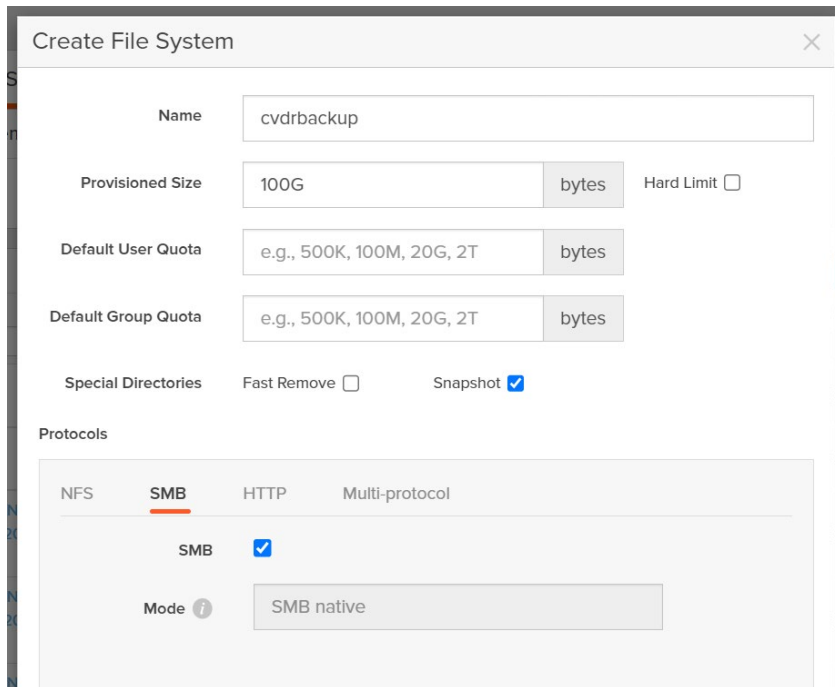 Create File System
Name
cvdrbackup
Provisioned Size
100G
bytes
Hard Limit
Default User Quota
e.g., 500K, 100M, 20G, 2T
bytes
Default Group Quota
e.g., 500K, 100M, 20G, 2T
bytes
Special Directories
Fast Remove
Snapshot
Protocols
NFS
SMB
HTTP
Multi-protocol
SMB
Mode
i
SMB native